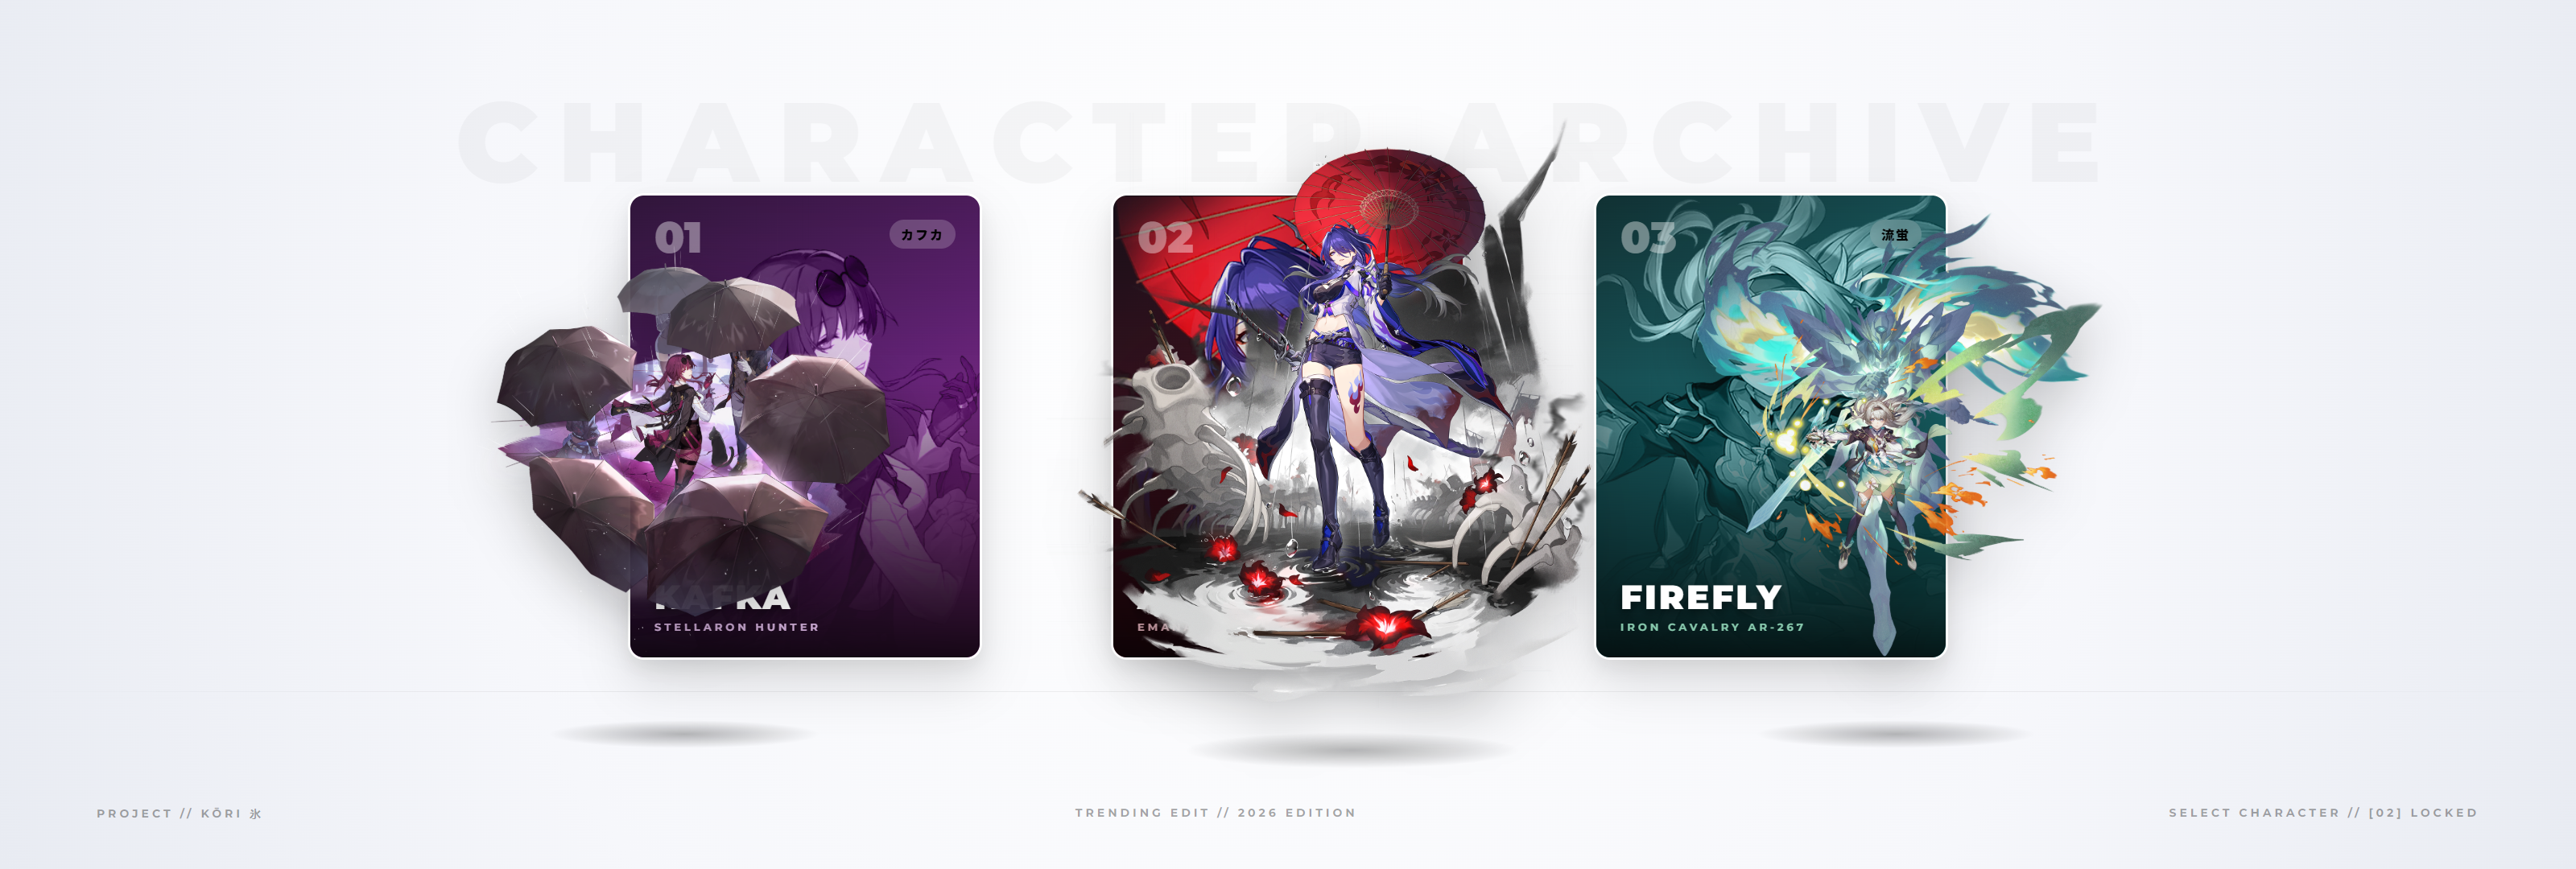 CHARACTER ARCHIVE
01
カフカ
KAFKA
STELLARON HUNTER
02
03
流蛍
FIREFLY
IRON CAVALRY AR-267
PROJECT // KŌRI 氷
TRENDING EDIT // 2026 EDITION
SELECT CHARACTER // [02] LOCKED